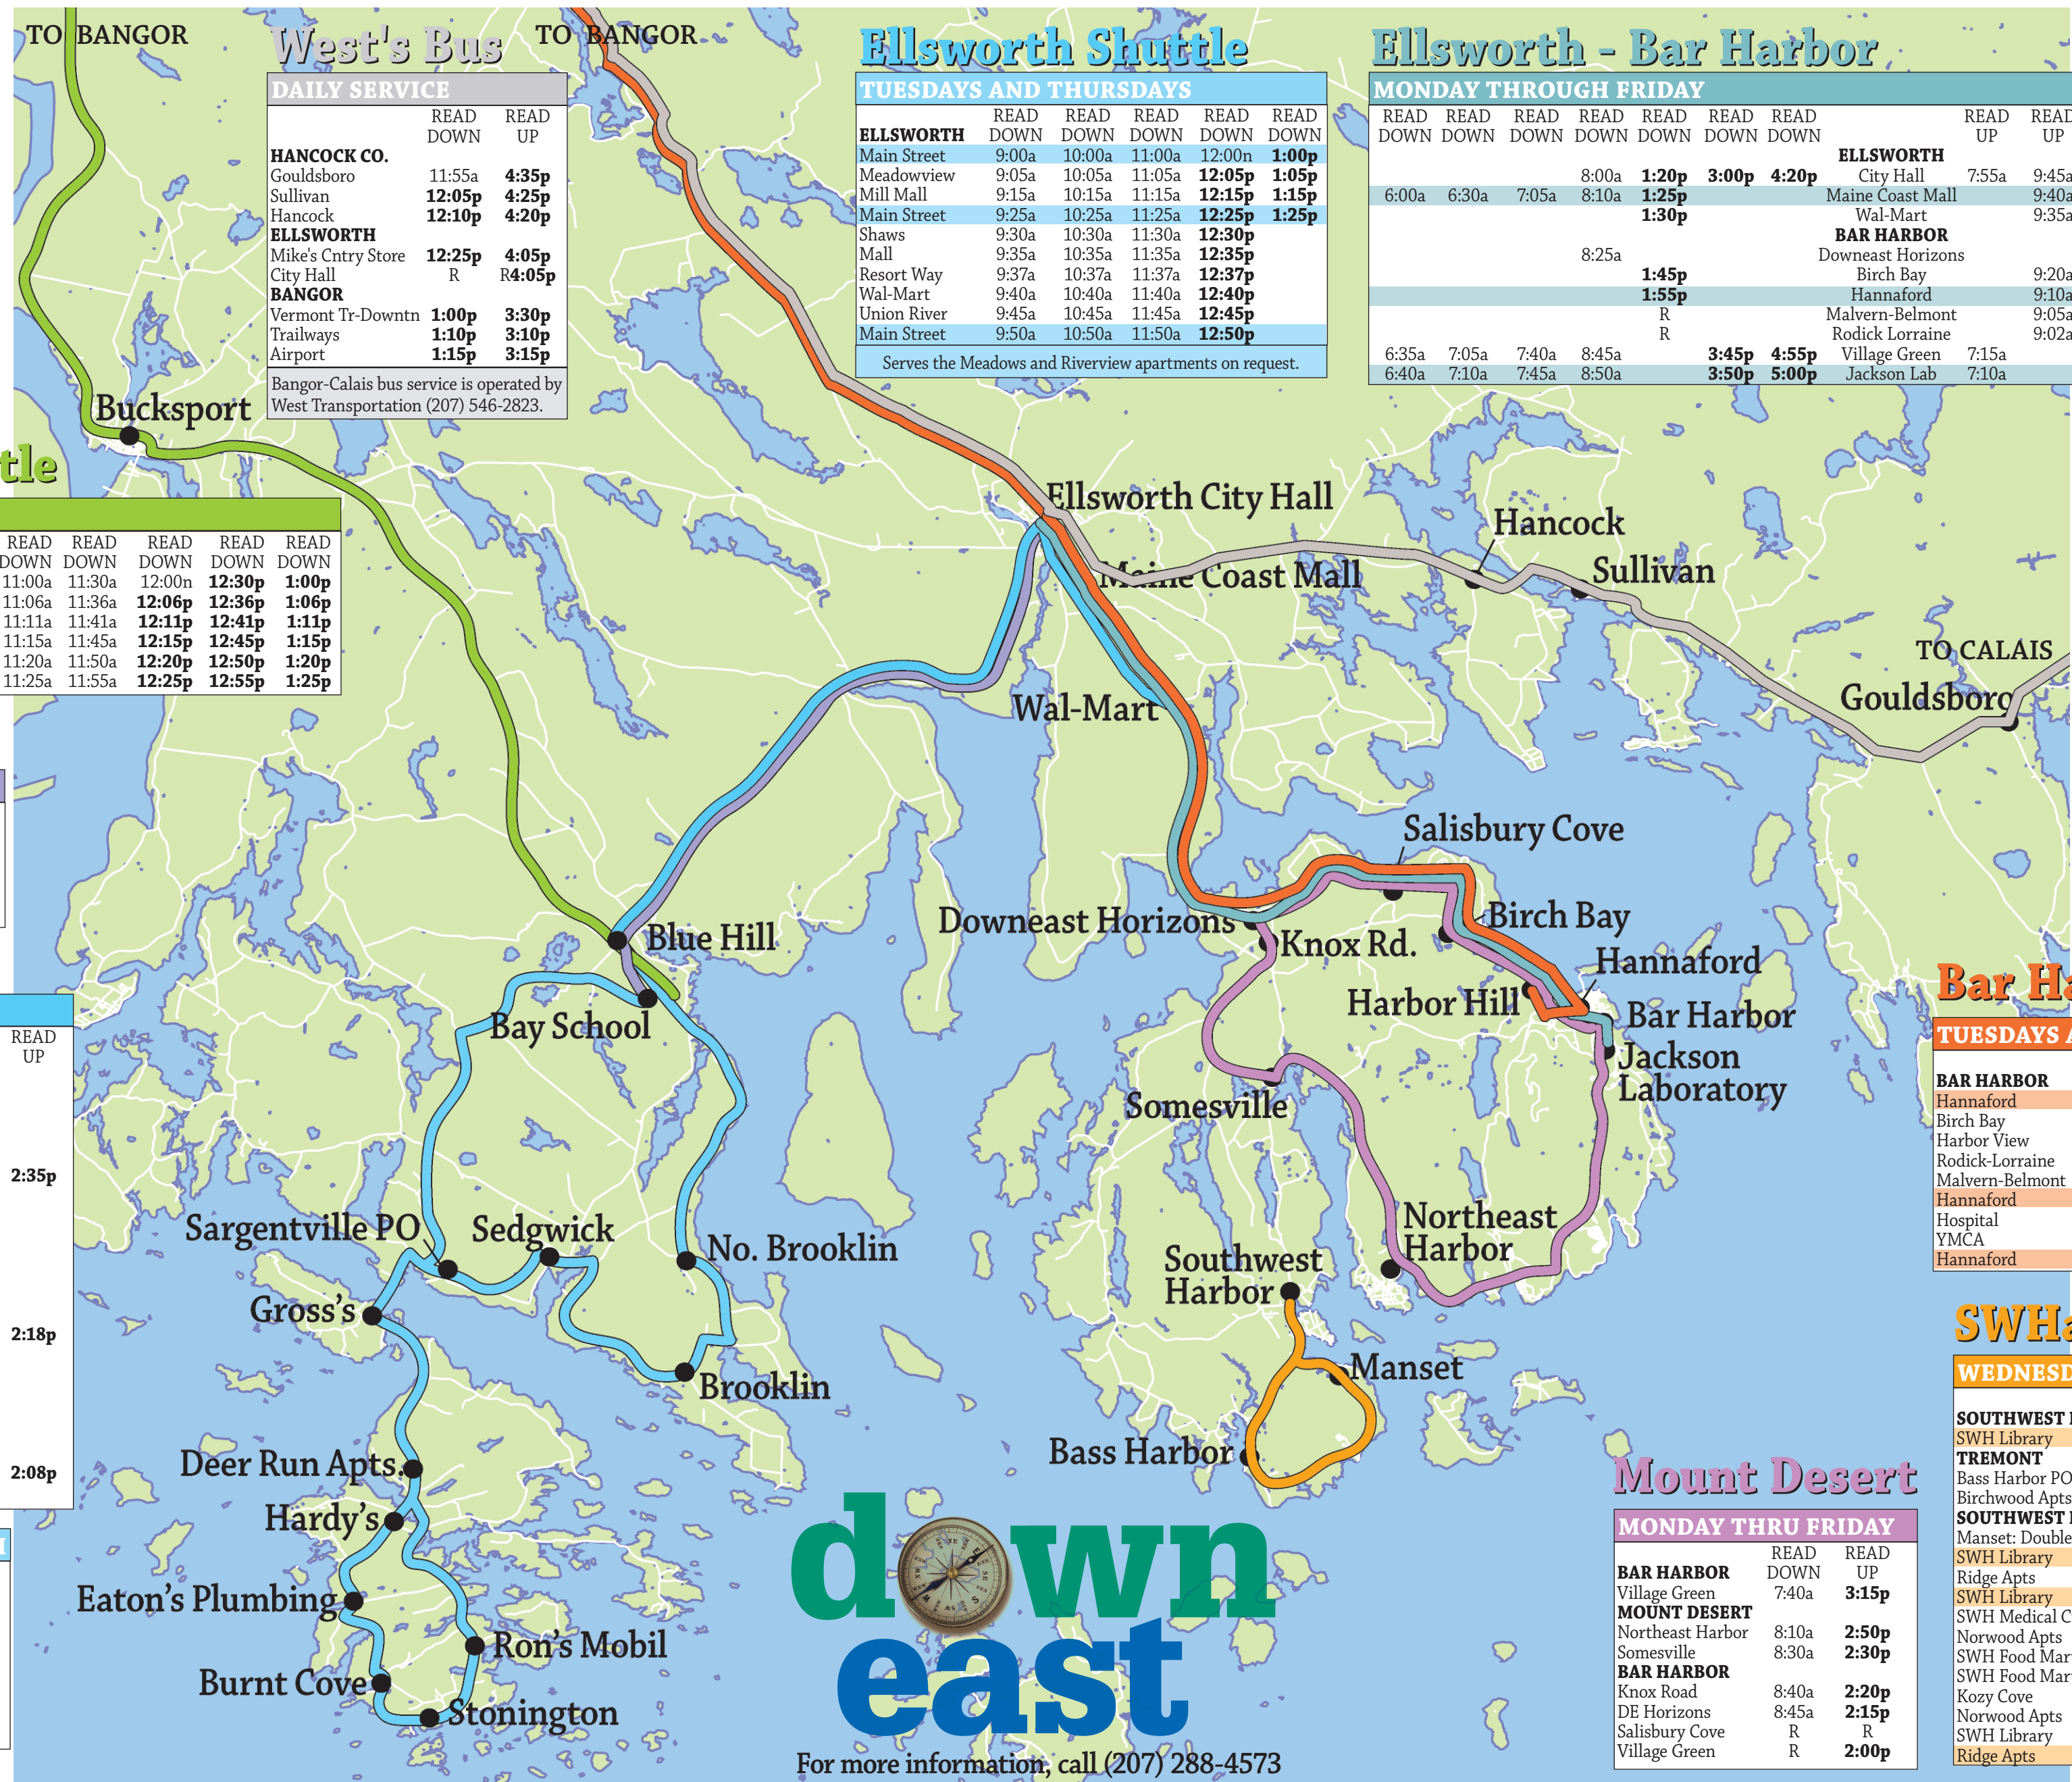 TO BANGOR
West's Bus
DAILY SERVICE
READ READ
DOWN UP
HANCOCK CO.
Gouldsboro 11:55a 4:35p
Sullivan 12:05p 4:25p
Hancock 12:10p 4:20p
ELLSWORTH
Mike's Cntry Store 12:25p 4:05p
City Hall R R4:05p
BANGOR
Vermont Tr-Downtn 1:00p 3:30p
Trailways 1:10p 3:10p
Airport 1:15p 3:15p
Bangor-Calais bus service is operated by
West Transportation (207) 546-2823.
TO BANGOR
Ellsworth Shuttle
TUESDAYS AND THURSDAYS
READ READ READ READ READ
ELLSWORTH DOWN DOWN DOWN DOWN DOWN
Main Street 9:00a 10:00a 11:00a 12:00n 1:00p
Meadowview 9:05a 10:05a 11:05a 12:05p 1:05p
Mill Mall 9:15a 10:15a 11:15a 12:15p 1:15p
Main Street 9:25a 10:25a 11:25a 12:25p 1:25p
Shaws 9:30a 10:30a 11:30a 12:30p
Mall 9:35a 10:35a 11:35a 12:35p
Resort Way 9:37a 10:37a 11:37a 12:37p
Wal-Mart 9:40a 10:40a 11:40a 12:40p
Union River 9:45a 10:45a 11:45a 12:45p
Main Street 9:50a 10:50a 11:50a 12:50p
Serves the Meadows and Riverview apartments on request.
Ellsworth - Bar Harbor
MONDAY THROUGH FRIDAY
READ READ READ READ READ READ READ READ READ
DOWN DOWN DOWN DOWN DOWN DOWN DOWN UP UP
ELLSWORTH
8:00a 1:20p 3:00p 4:20p City Hall 7:55a 9:45a
6:00a 6:30a 7:05a 8:10a 1:25p Maine Coast Mall 9:40a
1:30p Wal-Mart 9:35a
BAR HARBOR
8:25a Downeast Horizons
1:45p Birch Bay 9:20a
1:55p Hannaford 9:10a
R Malvern-Belmont 9:05a
R Rodick Lorraine 9:02a
6:35a 7:05a 7:40a 8:45a 3:45p 4:55p Village Green 7:15a
6:40a 7:10a 7:45a 8:50a 3:50p 5:00p Jackson Lab 7:10a
Bucksport
tle
READ READ READ READ READ
DOWN DOWN DOWN DOWN DOWN
11:00a 11:30a 12:00n 12:30p 1:00p
11:06a 11:36a 12:06p 12:36p 1:06p
11:11a 11:41a 12:11p 12:41p 1:11p
11:15a 11:45a 12:15p 12:45p 1:15p
11:20a 11:50a 12:20p 12:50p 1:20p
11:25a 11:55a 12:25p 12:55p 1:25p
Ellsworth City Hall
Hancock
Maine Coast Mall
Sullivan
TO CALAIS
Gouldsboro
Wal-Mart
Salisbury Cove
Downeast Horizons
Birch Bay
Knox Rd.
Blue Hill
Hannaford
Harbor Hill
Bar Harbor
Bay School
Jackson
Laboratory
Somesville
READ
UP
2:35p
2:18p
2:08p
Sargentville PO
Sedgwick
No. Brooklin
Northeast
Harbor
Southwest
Harbor
Gross's
Manset
Brooklin
Bass Harbor
Deer Run Apts.
Hardy's
Eaton's Plumbing
Ron's Mobil
Burnt Cove
Stonington
down
east
For more information, call (207) 288-4573
Bar Ha
TUESDAYS A
BAR HARBOR
Hannaford
Birch Bay
Harbor View
Rodick-Lorraine
Malvern-Belmont
Hannaford
Hospital
YMCA
Hannaford
Mount Desert
MONDAY THRU FRIDAY
READ READ
BAR HARBOR DOWN UP
Village Green 7:40a 3:15p
MOUNT DESERT
Northeast Harbor 8:10a 2:50p
Somesville 8:30a 2:30p
BAR HARBOR
Knox Road 8:40a 2:20p
DE Horizons 8:45a 2:15p
Salisbury Cove R R
Village Green R 2:00p
SWHa
WEDNESD
SOUTHWEST
SWH Library
TREMONT
Bass Harbor PO
Birchwood Apts
SOUTHWEST
Manset: Double
SWH Library
Ridge Apts
SWH Library
SWH Medical C
Norwood Apts
SWH Food Mar
SWH Food Mar
Kozy Cove
Norwood Apts
SWH Library
Ridge Apts